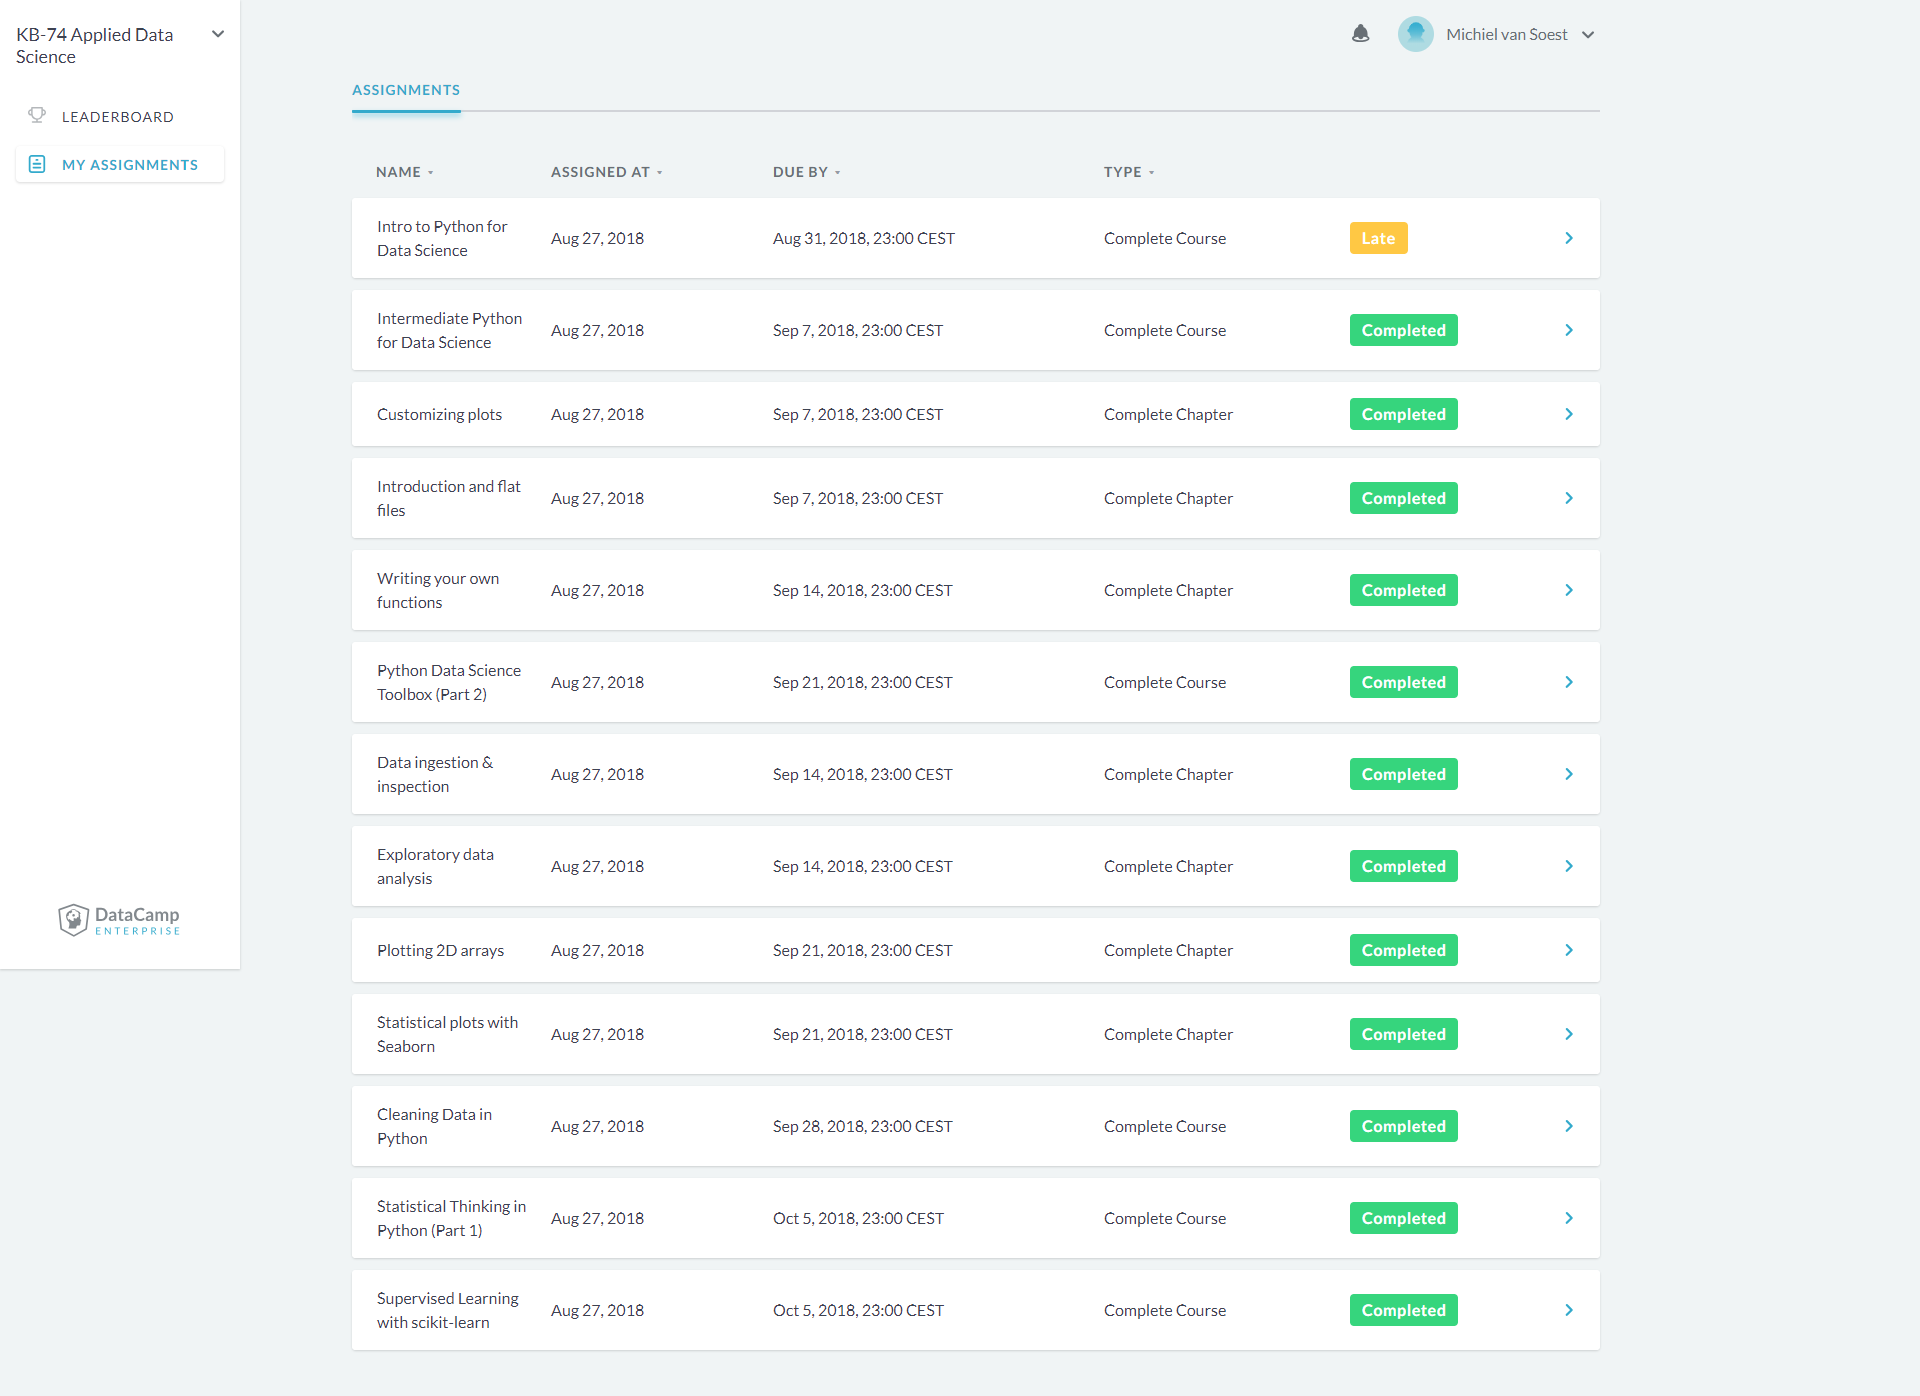 KB-74 Applied Data
Science
LEADERBOARD
MY ASSIGNMENTS
DataCamp
ENTERPRISE
Michiel van Soest
ASSIGNMENTS
NAME ASSIGNED AT DUE BY TYPE
Intro to Python for
Data Science
Aug 27, 2018 Aug 31, 2018, 23:00 CEST Complete Course Late
Intermediate Python
for Data Science
Aug 27, 2018 Sep 7, 2018, 23:00 CEST Complete Course Completed
Customizing plots Aug 27, 2018 Sep 7, 2018, 23:00 CEST Complete Chapter Completed
Introduction and flat
files
Aug 27, 2018 Sep 7, 2018, 23:00 CEST Complete Chapter Completed
Writing your own
functions
Aug 27, 2018 Sep 14, 2018, 23:00 CEST Complete Chapter Completed
Python Data Science
Toolbox (Part 2)
Aug 27, 2018 Sep 21, 2018, 23:00 CEST Complete Course Completed
Data ingestion &
inspection
Aug 27, 2018 Sep 14, 2018, 23:00 CEST Complete Chapter Completed
Exploratory data
analysis
Aug 27, 2018 Sep 14, 2018, 23:00 CEST Complete Chapter Completed
Plotting 2D arrays Aug 27, 2018 Sep 21, 2018, 23:00 CEST Complete Chapter Completed
Statistical plots with
Seaborn
Aug 27, 2018 Sep 21, 2018, 23:00 CEST Complete Chapter Completed
Cleaning Data in
Python
Aug 27, 2018 Sep 28, 2018, 23:00 CEST Complete Course Completed
Statistical Thinking in
Python (Part 1)
Aug 27, 2018 Oct 5, 2018, 23:00 CEST Complete Course Completed
Supervised Learning
with scikit-learn
Aug 27, 2018 Oct 5, 2018, 23:00 CEST Complete Course Completed